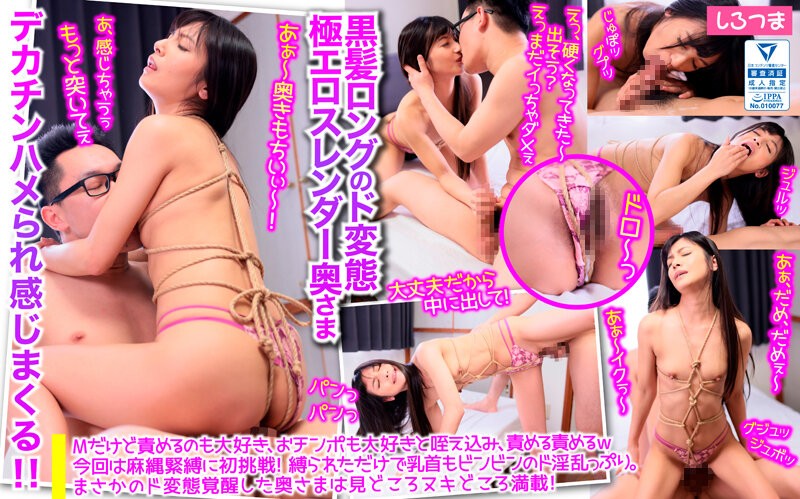 黒髪ロングのド変態
極エロスレンダー奥さま
デカチンハメられ感じまくる!!
あ、感じちゃうぅ
もっと突いてぇ
あぁ〜奥きもちぃぃ〜!
えっ、硬くなってきた〜
出そうっ?
えっ、まだイっちゃダメぇ
じゅぽッ
グプッ
しろつま
審査済証
成人指定
IPPA
No.010077
ジュルッ
ドロ〜っ
大丈夫だから
中に出して!
パンっ
パンっ
あぁ〜イクぅ〜
あぁ、だめ、だめぇ〜
グジュッ
ジュポッ
Mだけど責めるのも大好き、おチンポも大好きと咥え込み、責める責めるw
今回は麻縄緊縛に初挑戦!縛られただけで乳首もビンビンのド淫乱っぷり。
まさかのド変態覚醒した奥さまは見どころヌキどころ満載!